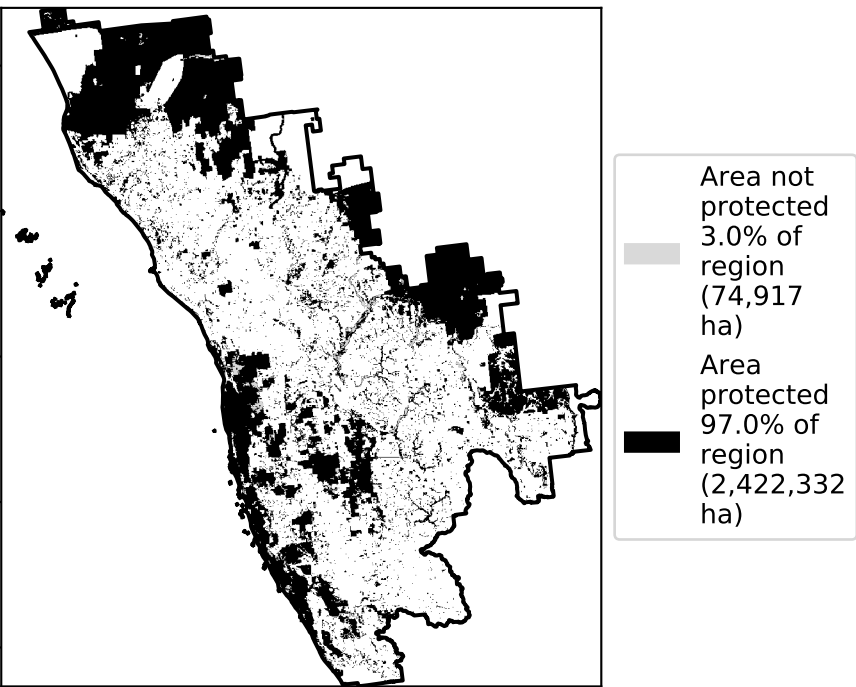 Area not
protected
3.0% of
region
(74,917
ha)
Area
protected
97.0% of
region
(2,422,332
ha)